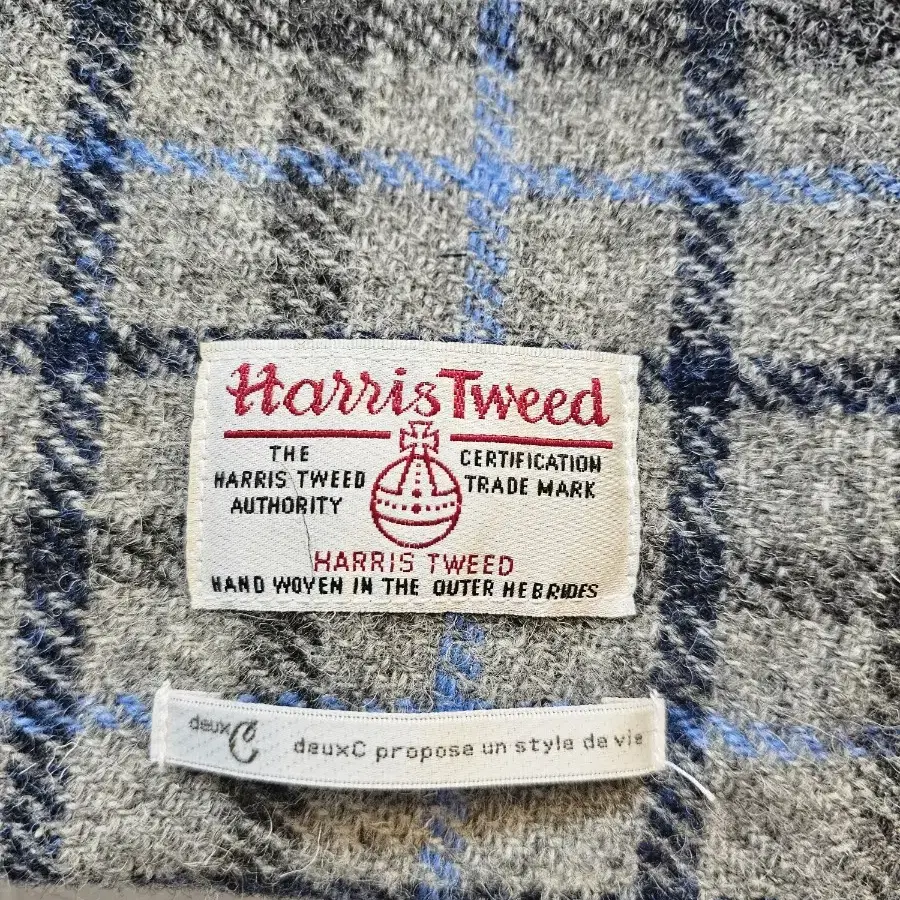 Harris Tweed
THE HARRIS TWEED AUTHORITY
CERTIFICATION TRADE MARK
HARRIS TWEED
HAND WOVEN IN THE OUTER HEBRIDES
deuxC
deuxC propose un style de vie